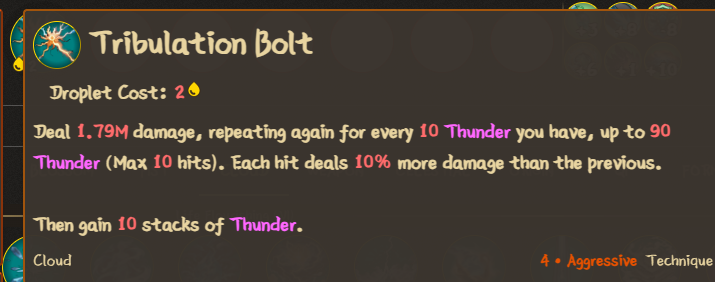 Tribulation Bolt
Droplet Cost: 2
Deal 1.79M damage, repeating again for every 10 Thunder you have, up to 90
Thunder (Max 10 hits). Each hit deals 10% more damage than the previous.
Then gain 10 stacks of Thunder.
Cloud
4 • Aggressive Technique